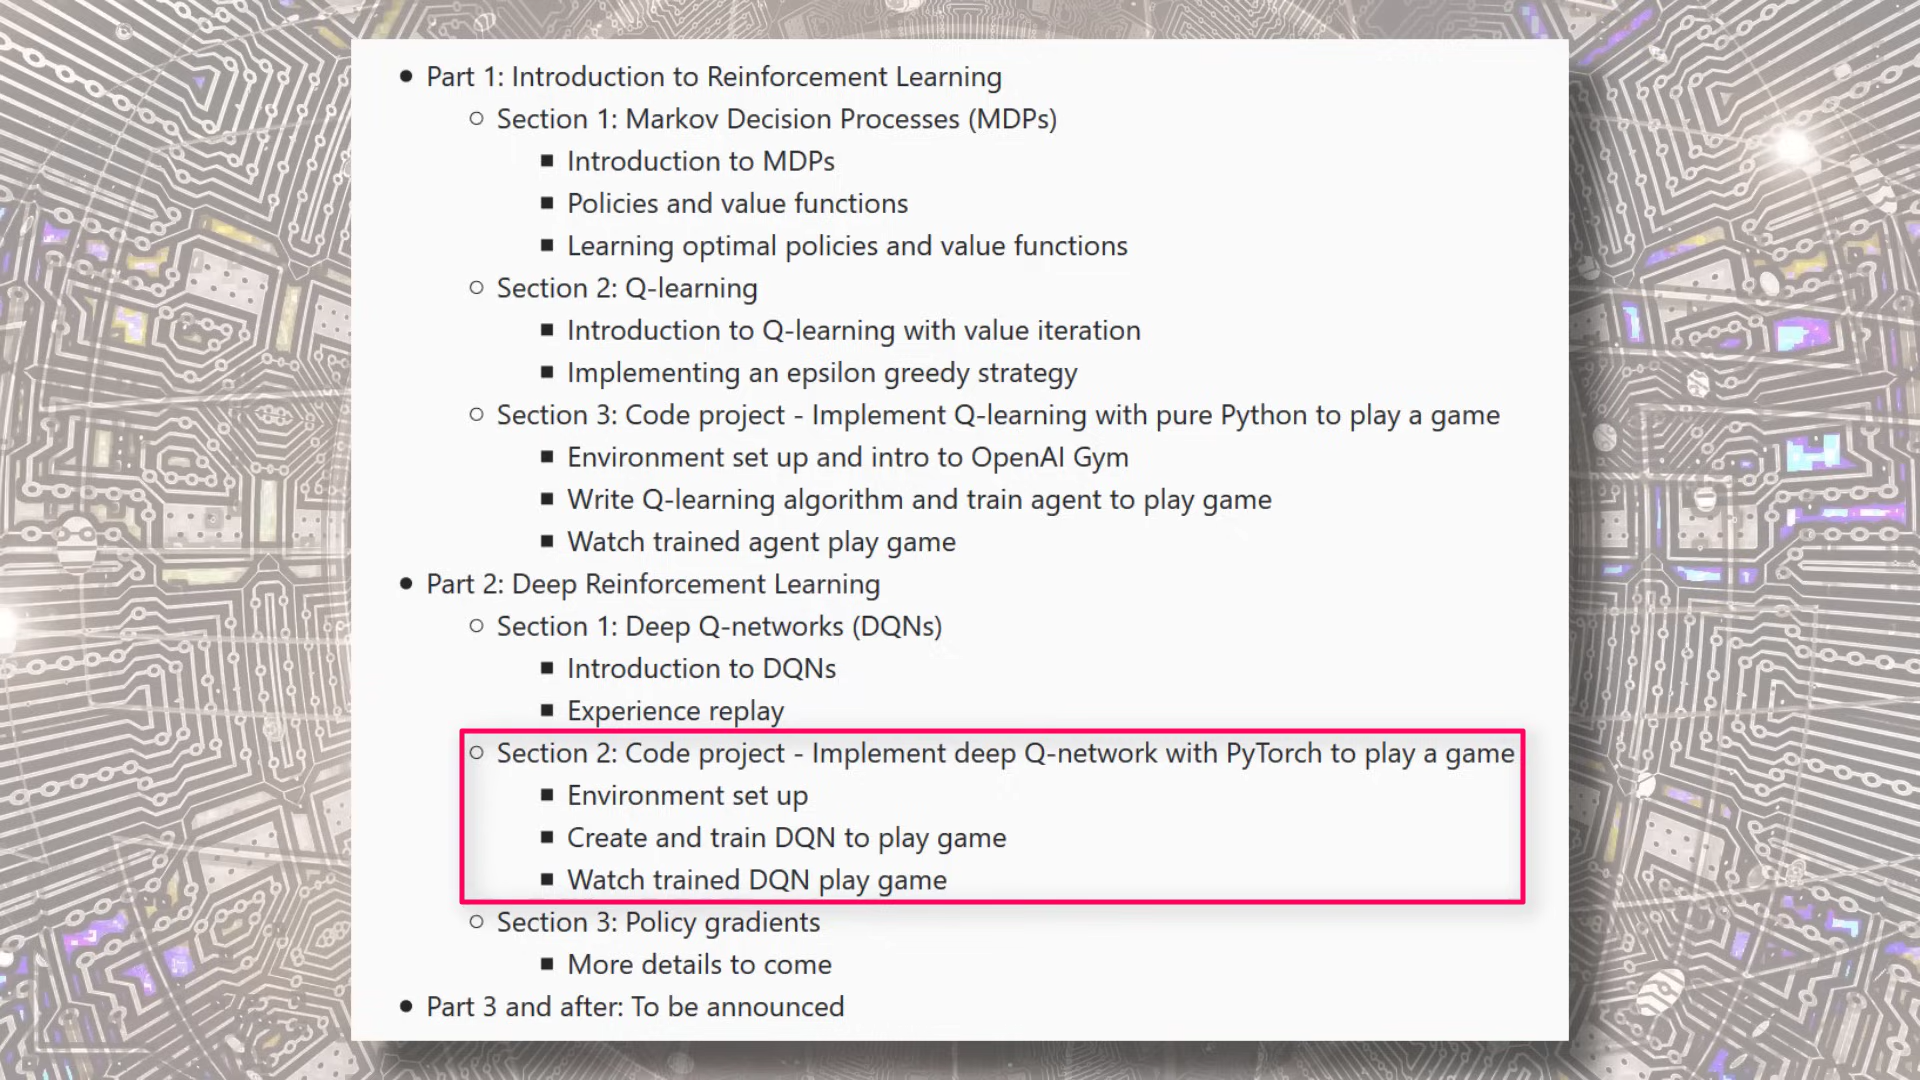 Part 1: Introduction to Reinforcement Learning
Section 1: Markov Decision Processes (MDPs)
Introduction to MDPs
Policies and value functions
Learning optimal policies and value functions
Section 2: Q-learning
Introduction to Q-learning with value iteration
Implementing an epsilon greedy strategy
Section 3: Code project - Implement Q-learning with pure Python to play a game
Environment set up and intro to OpenAI Gym
Write Q-learning algorithm and train agent to play game
Watch trained agent play game
Part 2: Deep Reinforcement Learning
Section 1: Deep Q-networks (DQNs)
Introduction to DQNs
Experience replay
Section 2: Code project - Implement deep Q-network with PyTorch to play a game
Environment set up
Create and train DQN to play game
Watch trained DQN play game
Section 3: Policy gradients
More details to come
Part 3 and after: To be announced